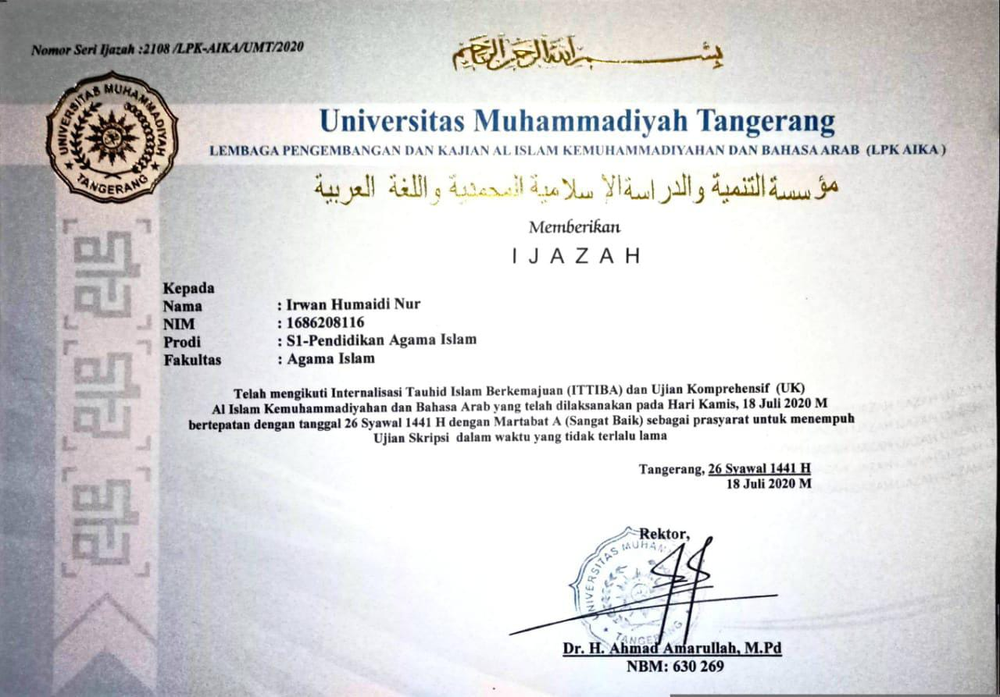 Nomor Seri Ijazah :2108 /LPK-AIKA/UMT/2020
بسم الله الرحمن الرحيم
UNIVERSITAS MUHAMMADIYAH
TANGERANG
Universitas Muhammadiyah Tangerang
LEMBAGA PENGEMBANGAN DAN KAJIAN AL ISLAM KEMUHAMMADIYAHAN DAN BAHASA ARAB (LPK AIKA )
مؤسسة التنمية والدراسة الإ سلامية المحمدية واللغة العربية
Memberikan
I J A Z A H
Kepada
Nama : Irwan Humaidi Nur
NIM : 1686208116
Prodi : S1-Pendidikan Agama Islam
Fakultas : Agama Islam
Telah mengikuti Internalisasi Tauhid Islam Berkemajuan (ITTIBA) dan Ujian Komprehensif (UK)
Al Islam Kemuhammadiyahan dan Bahasa Arab yang telah dilaksanakan pada Hari Kamis, 18 Juli 2020 M
bertepatan dengan tanggal 26 Syawal 1441 H dengan Martabat A (Sangat Baik) sebagai prasyarat untuk menempuh
Ujian Skripsi dalam waktu yang tidak terlalu lama
Tangerang, 26 Syawal 1441 H
18 Juli 2020 M
Rektor,
UNIVERSITAS MUHAM
TANGERANG
Dr. H. Ahmad Amarullah, M.Pd
NBM: 630 269